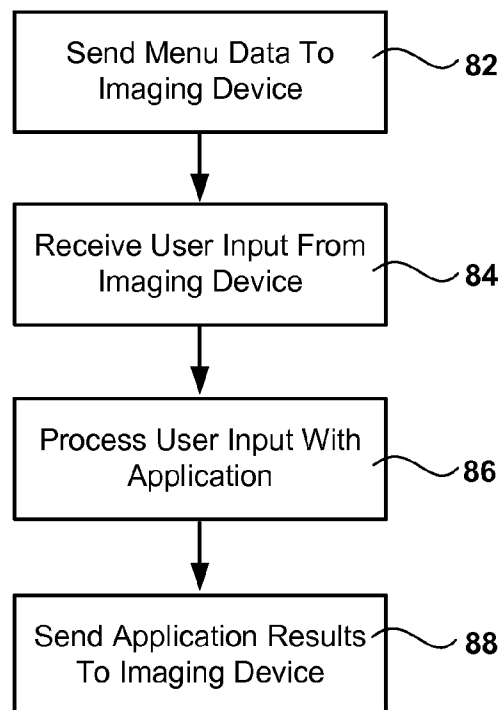 Send Menu Data To
Imaging Device
82
Receive User Input From
Imaging Device
84
Process User Input With
Application
86
Send Application Results
To Imaging Device
88